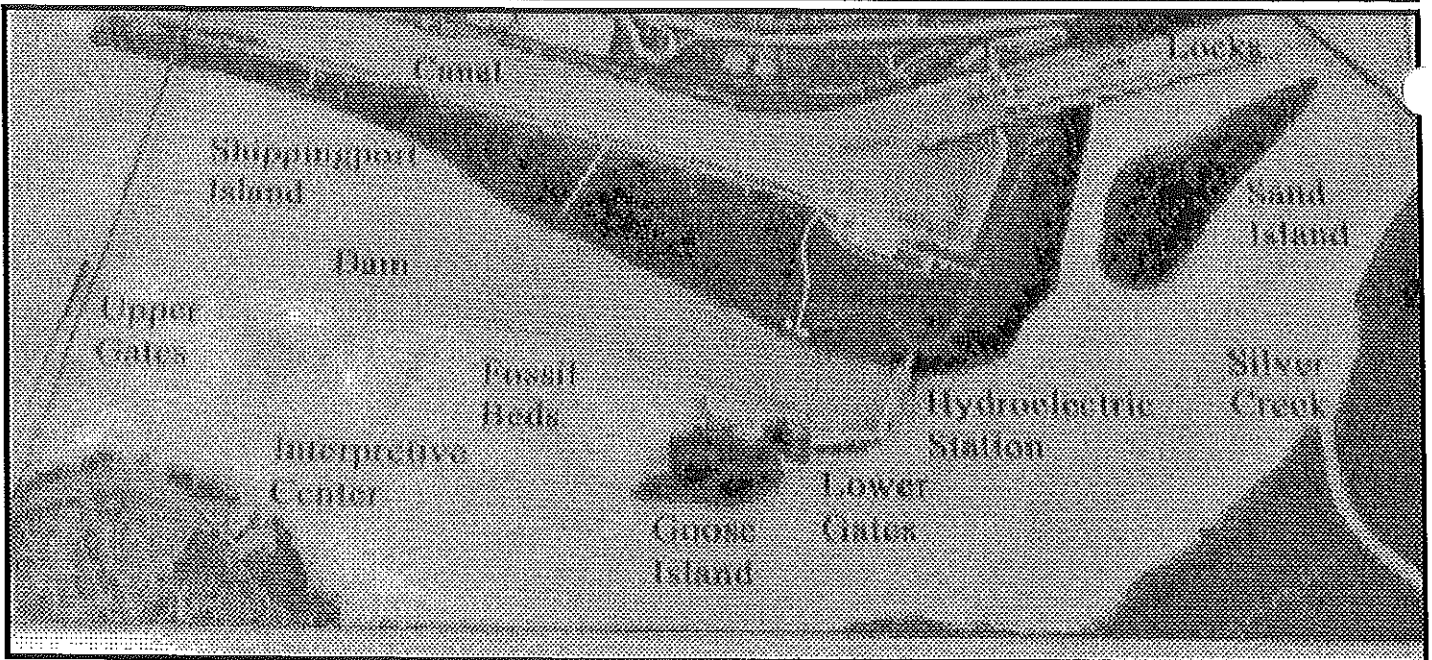 Canal
Locks
Shippingport
Island
Sand
Island
Dam
Upper
Gates
Fossil
Beds
Silver
Creek
Hydroelectric
Station
Interpretive
Center
Lower
Gates
Goose
Island